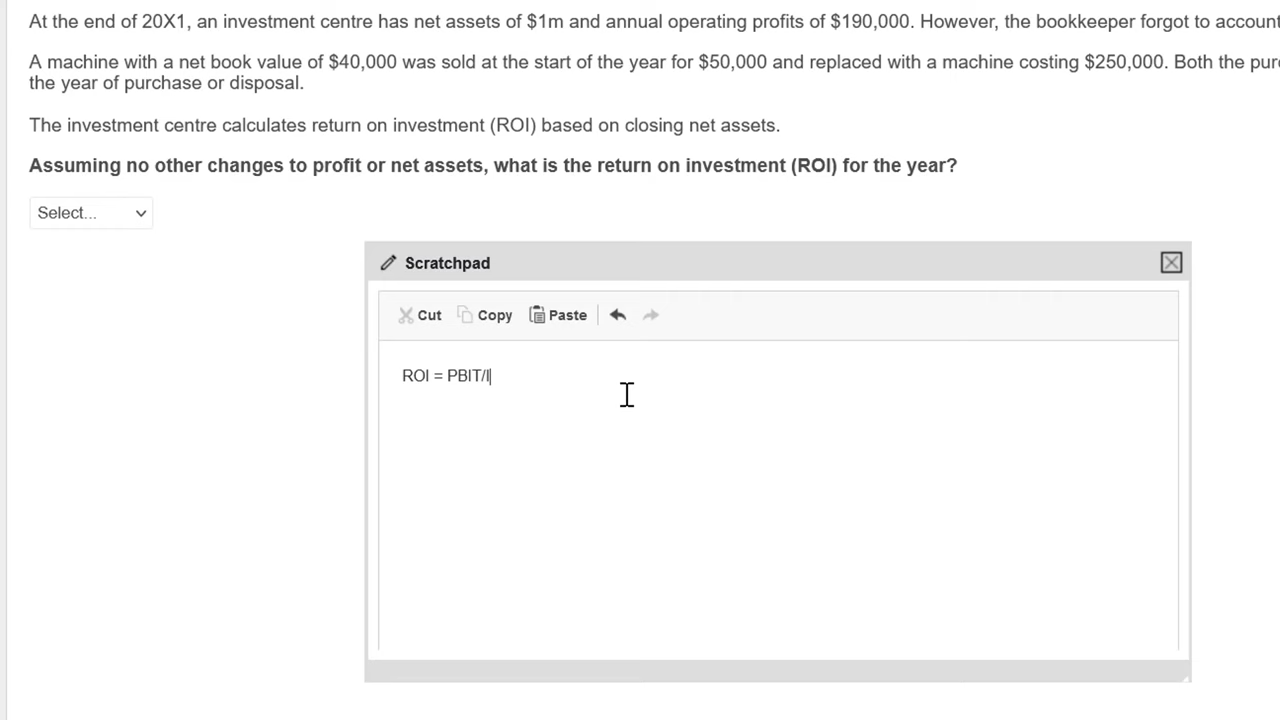 At the end of 20X1, an investment centre has net assets of $1m and annual operating profits of $190,000. However, the bookkeeper forgot to account
A machine with a net book value of $40,000 was sold at the start of the year for $50,000 and replaced with a machine costing $250,000. Both the
the year of purchase or disposal.
The investment centre calculates return on investment (ROI) based on closing net assets.
Assuming no other changes to profit or net assets, what is the return on investment (ROI) for the year?
Select...
Scratchpad
Cut Copy Paste
ROI = PBIT/I